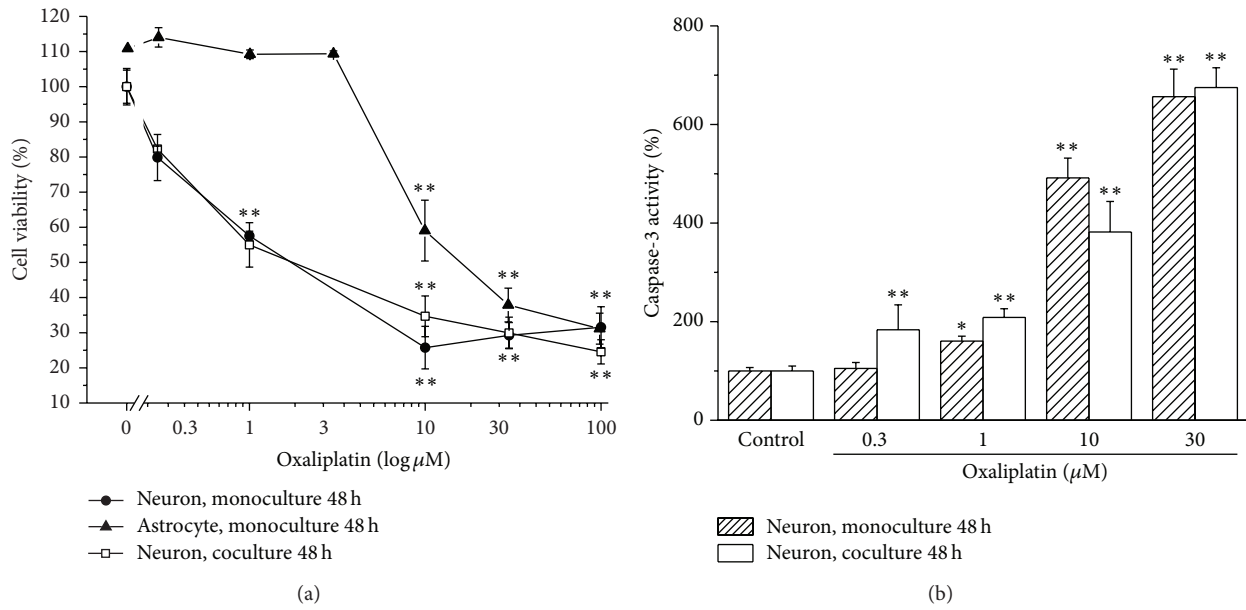 120
110
100
90
80
70
60
50
40
30
20
10
Cell viability (%)
**
**
**
**
**
**
**
**
0 0.3 1 3 10 30 100
Oxaliplatin (log μM)
Neuron, monoculture 48 h
Astrocyte, monoculture 48 h
Neuron, coculture 48 h
(a)
800
600
400
200
0
Caspase-3 activity (%)
**
*
**
**
**
**
**
Control 0.3 1 10 30
Oxaliplatin (μM)
Neuron, monoculture 48 h
Neuron, coculture 48 h
(b)